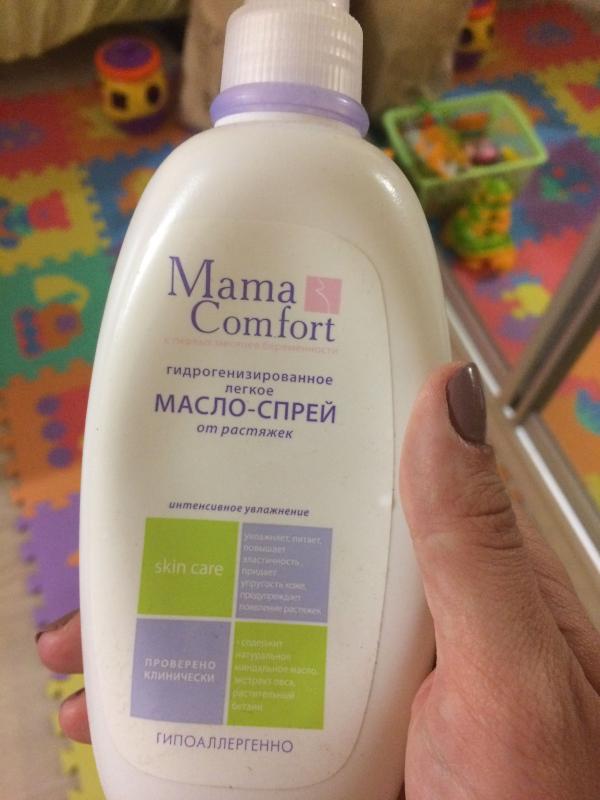 Mama
Comfort
с первых месяцев беременности
гидрогенизированное
легкое
МАСЛО-СПРЕЙ
от растяжек
интенсивное увлажнение
skin care
увлажняет, питает,
повышает
эластичность,
придает
упругость коже,
предупреждает
появление растяжек
ПРОВЕРЕНО
КЛИНИЧЕСКИ
- содержит
натуральное
миндальное масло,
экстракт овса,
растительный
бетаин
ГИПОАЛЛЕРГЕННО